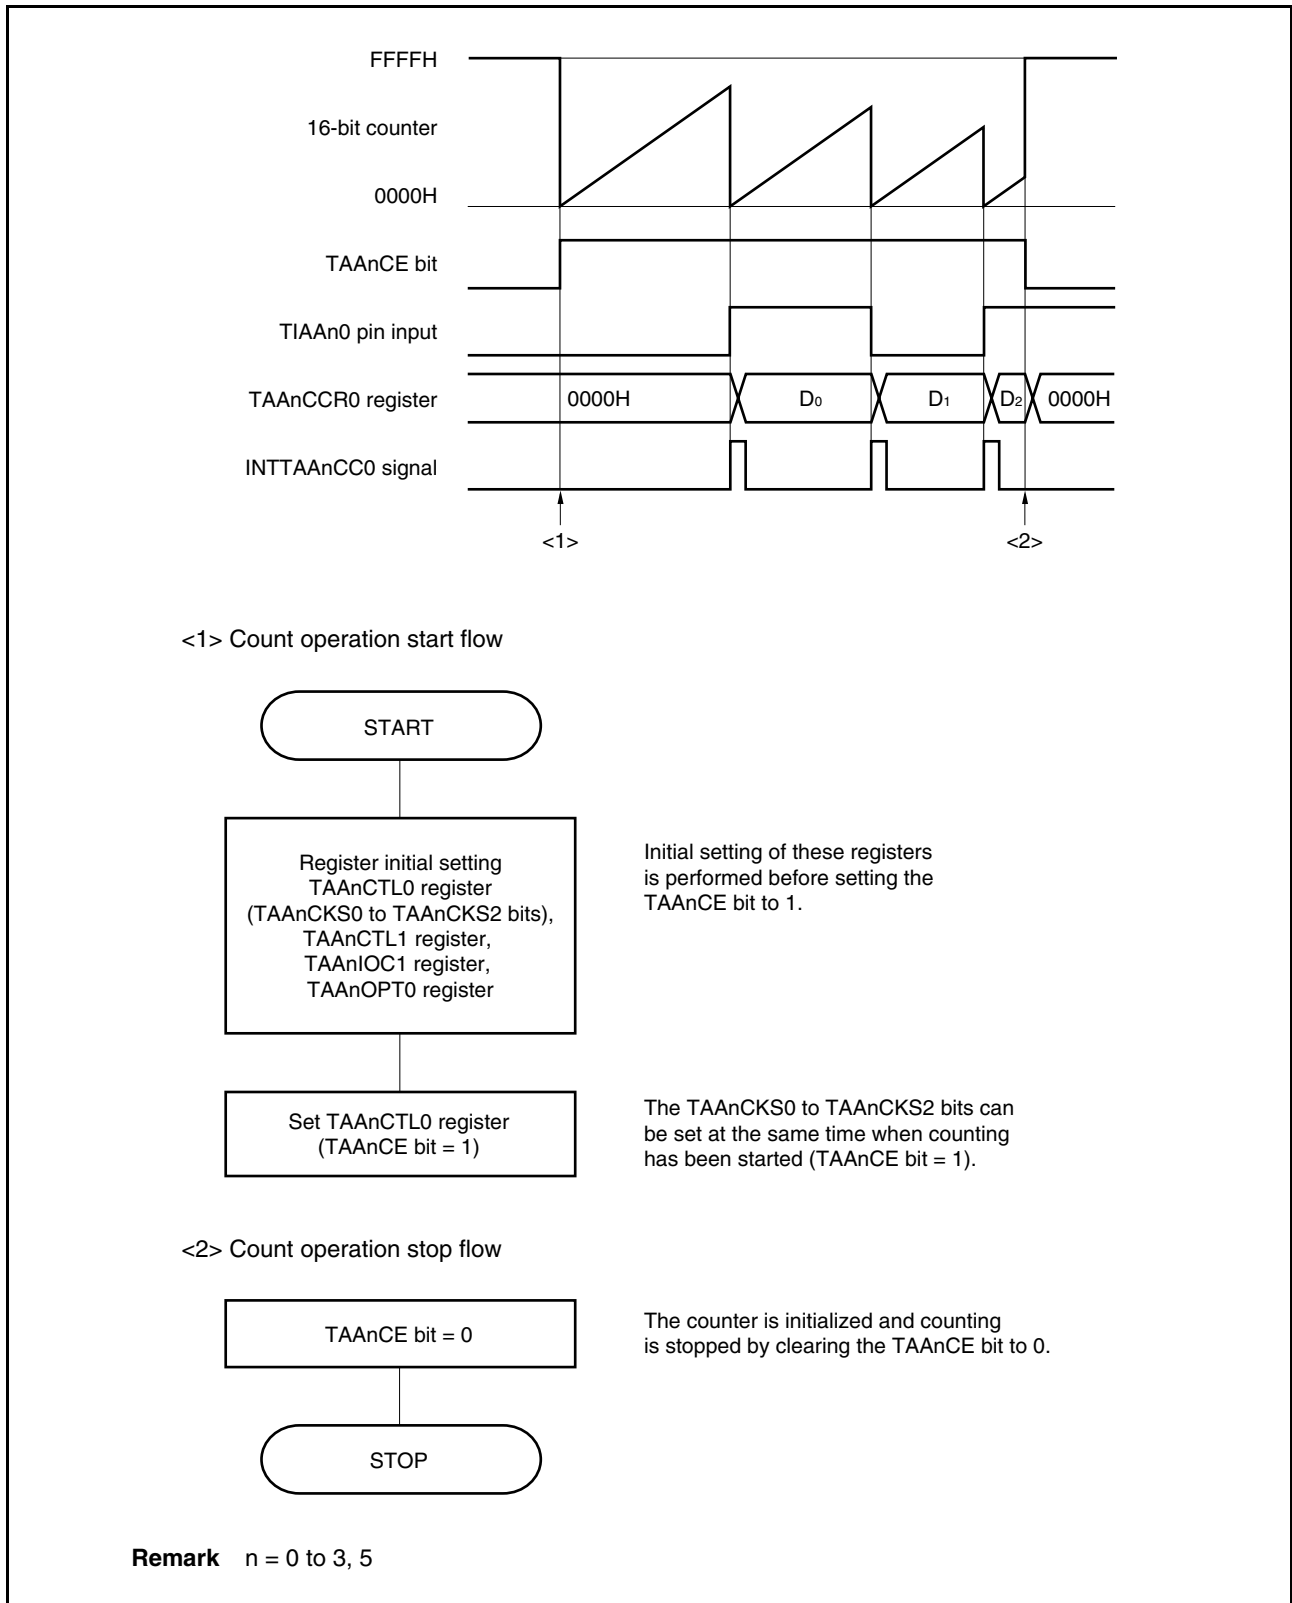 FFFFH
16-bit counter
0000H
TAAnCE bit
TIAAn0 pin input
TAAnCCR0 register
0000H D0 D1 D2 0000H
INTTAAnCC0 signal
<1> <2>
<1> Count operation start flow
START
Register initial setting
TAAnCTL0 register
(TAAnCKS0 to TAAnCKS2 bits),
TAAnCTL1 register,
TAAnIOC1 register,
TAAnOPT0 register
Initial setting of these registers
is performed before setting the
TAAnCE bit to 1.
Set TAAnCTL0 register
(TAAnCE bit = 1)
The TAAnCKS0 to TAAnCKS2 bits can
be set at the same time when counting
has been started (TAAnCE bit = 1).
<2> Count operation stop flow
TAAnCE bit = 0
The counter is initialized and counting
is stopped by clearing the TAAnCE bit to 0.
STOP
Remark n = 0 to 3, 5